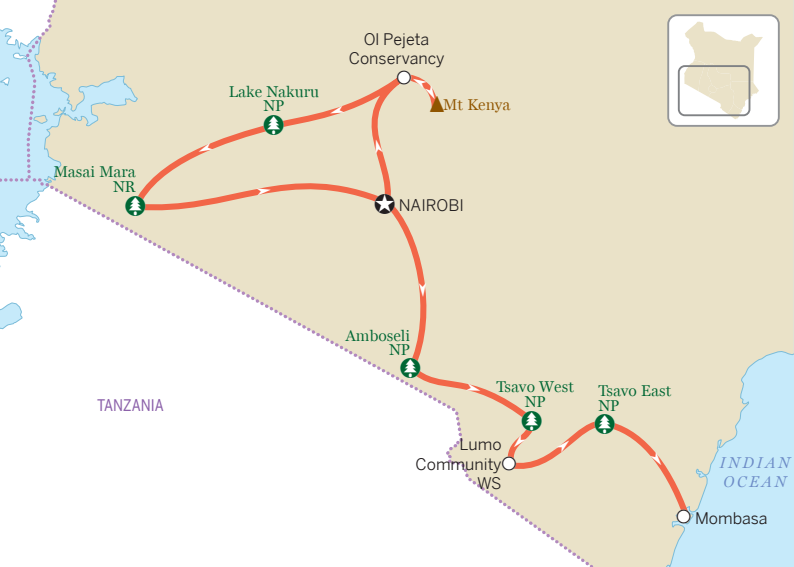 Ol Pejeta
Conservancy
Lake Nakuru
NP
Mt Kenya
Masai Mara
NR
NAIROBI
Amboseli
NP
Tsavo West
NP
Tsavo East
NP
TANZANIA
Lumo
Community
WS
INDIAN
OCEAN
Mombasa